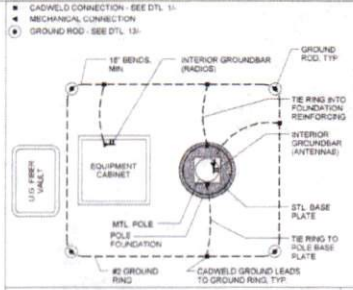 CADWELD CONNECTION - SEE DTL 1/-
MECHANICAL CONNECTION
GROUND ROD - SEE DTL 13/-
18" BENDS,
MIN
INTERIOR GROUNDBAR
(RADIOS)
GROUND
ROD, TYP
TIE RING INTO
FOUNDATION
REINFORCING
INTERIOR
GROUNDBAR
(ANTENNAS)
EQUIPMENT
CABINET
U.G. FIBER
VAULT
STL BASE
PLATE
MTL POLE
POLE
FOUNDATION
TIE RING TO
POLE BASE
PLATE
#2 GROUND
RING
CADWELD GROUND LEADS
TO GROUND RING, TYP.